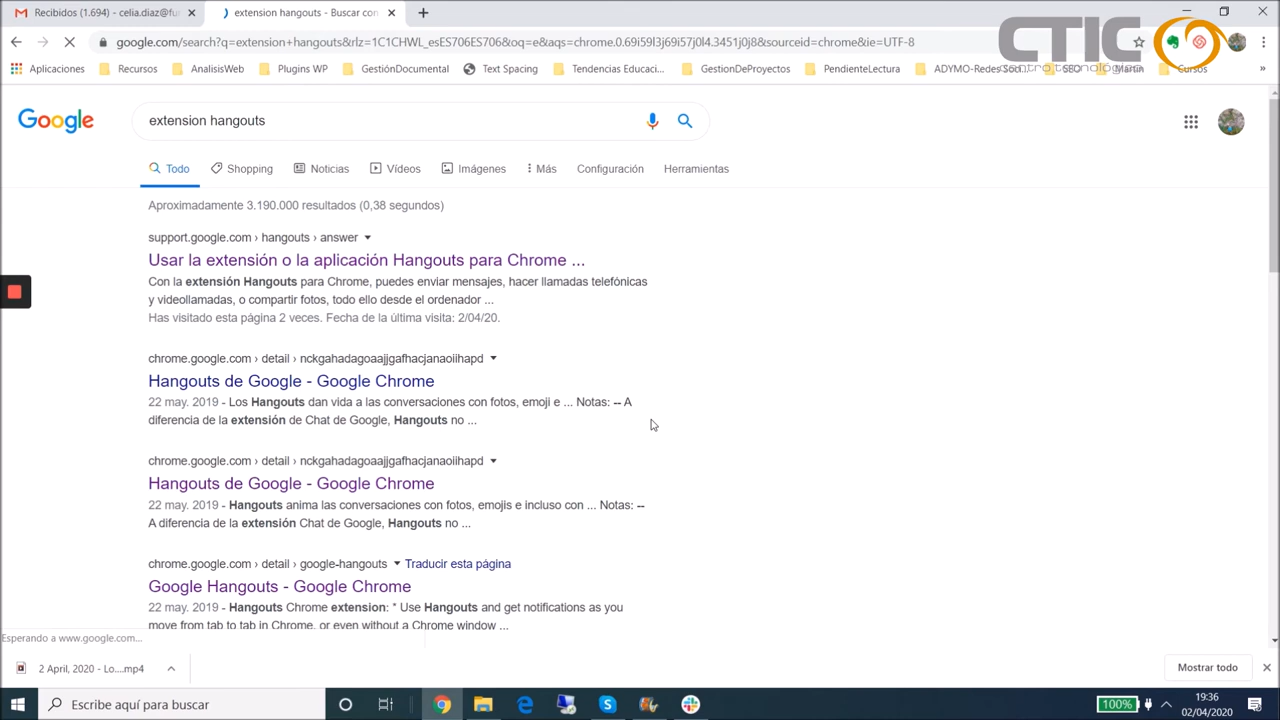 Recibidos (1.694) - celia.diaz@fu
extension hangouts - Buscar con
CTIC
google.com/search?q=extension+hangouts&rlz=1C1CHWL_esES706ES706&oq=e&aqs=chrome.0.69i59l3j69i57j0l4.3451j0j8&sourceid=chrome&ie=UTF-8
Aplicaciones Recursos AnalisisWeb Plugins WP GestiónDocumental Text Spacing Tendencias Educaci... GestionDeProyectos PendienteLectura ADYMO-Redes Soci... SEO Martin Cursos
Google
extension hangouts
Todo Shopping Noticias Vídeos Imágenes Más Configuración Herramientas
Aproximadamente 3.190.000 resultados (0,38 segundos)
support.google.com › hangouts › answer
Usar la extensión o la aplicación Hangouts para Chrome ...
Con la extensión Hangouts para Chrome, puedes enviar mensajes, hacer llamadas telefónicas
y videollamadas, o compartir fotos, todo ello desde el ordenador ...
Has visitado esta página 2 veces. Fecha de la última visita: 2/04/20.
chrome.google.com › detail › nckgahadagoaajjgafhacjanaoiihapd
Hangouts de Google - Google Chrome
22 may. 2019 - Los Hangouts dan vida a las conversaciones con fotos, emoji e ... Notas: -- A
diferencia de la extensión de Chat de Google, Hangouts no ...
chrome.google.com › detail › nckgahadagoaajjgafhacjanaoiihapd
Hangouts de Google - Google Chrome
22 may. 2019 - Hangouts anima las conversaciones con fotos, emojis e incluso con ... Notas: --
A diferencia de la extensión Chat de Google, Hangouts no ...
chrome.google.com › detail › google-hangouts Traducir esta página
Google Hangouts - Google Chrome
22 may. 2019 - Hangouts Chrome extension: * Use Hangouts and get notifications as you
move from tab to tab in Chrome, or even without a Chrome window ...
Esperando a www.google.com...
2 April, 2020 - Lo....mp4
Mostrar todo
Escribe aquí para buscar
100%
19:36
02/04/2020